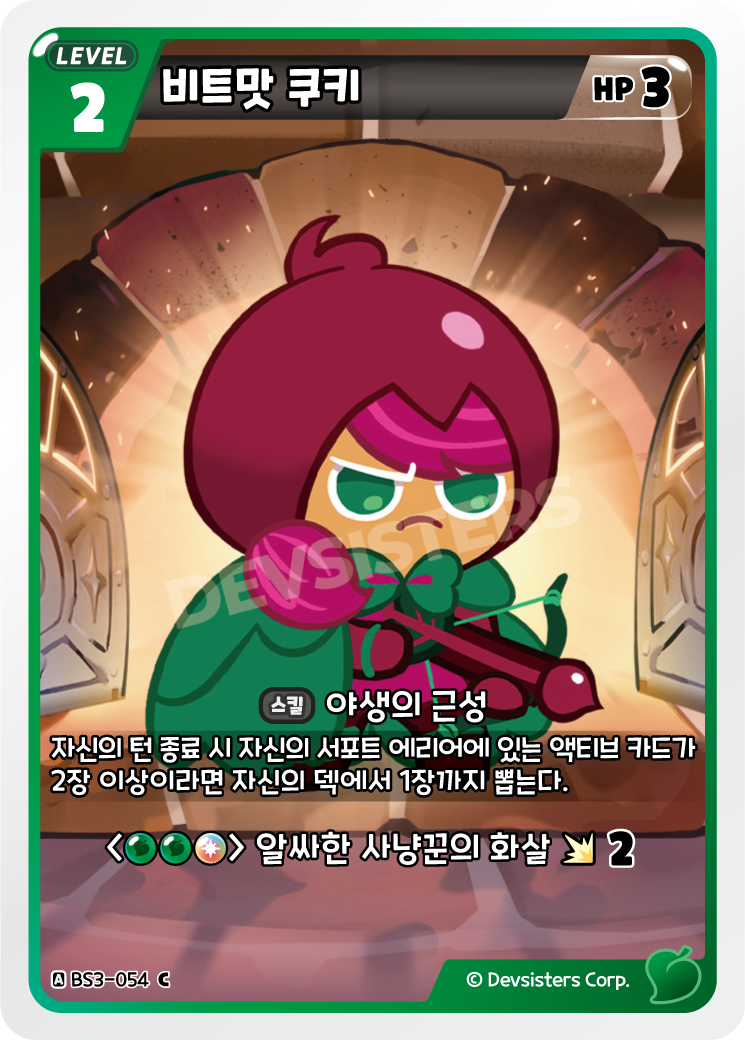 LEVEL
2
비트맛 쿠키
HP 3
DEVSISTERS
스킬 야생의 근성
자신의 턴 종료 시 자신의 서포트 에리어에 있는 액티브 카드가
2장 이상이라면 자신의 덱에서 1장까지 뽑는다.
< > 알싸한 사냥꾼의 화살 2
A BS3-054 C
© Devsisters Corp.